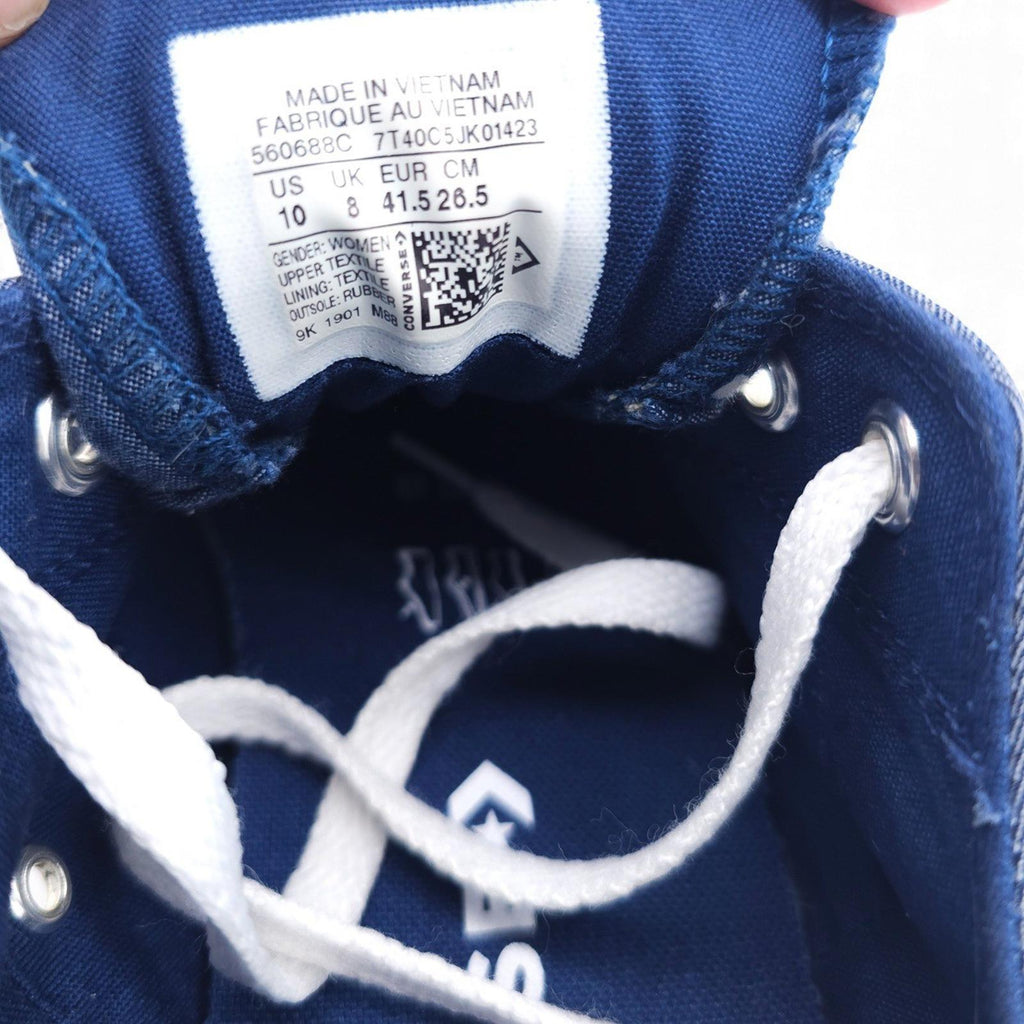 MADE IN VIETNAM
FABRIQUE AU VIETNAM
560688C 7T40C5JK01423
US UK EUR CM
10 8 41.5 26.5
GENDER: WOMEN
UPPER TEXTILE
LINING: TEXTILE
OUTSOLE: RUBBER
9K 1901 M88
CONVERSE